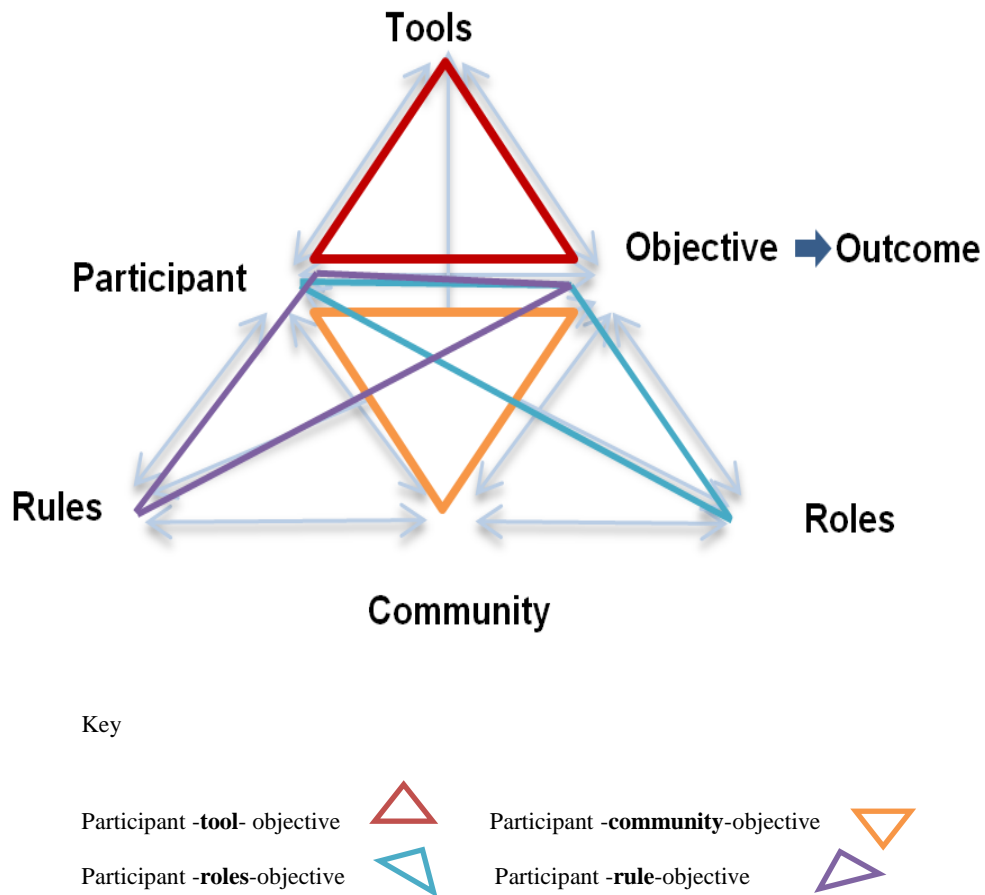 Tools
Objective Outcome
Participant
Rules
Roles
Community
Key
Participant -tool- objective Participant -community-objective
Participant -roles-objective Participant -rule-objective